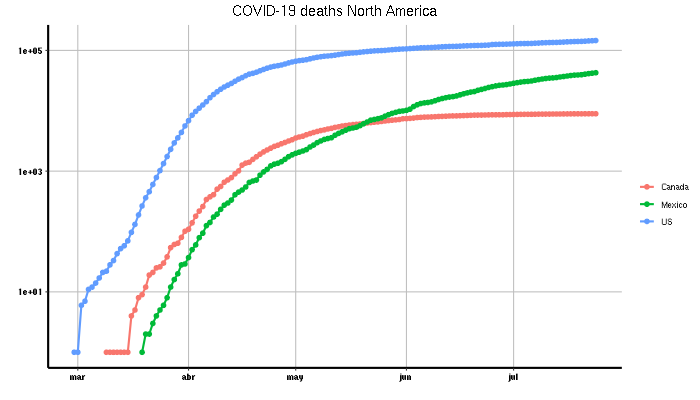 COVID-19 deaths North America
1e+05
1e+03
1e+01
mar abr may jun jul
Canada
Mexico
US